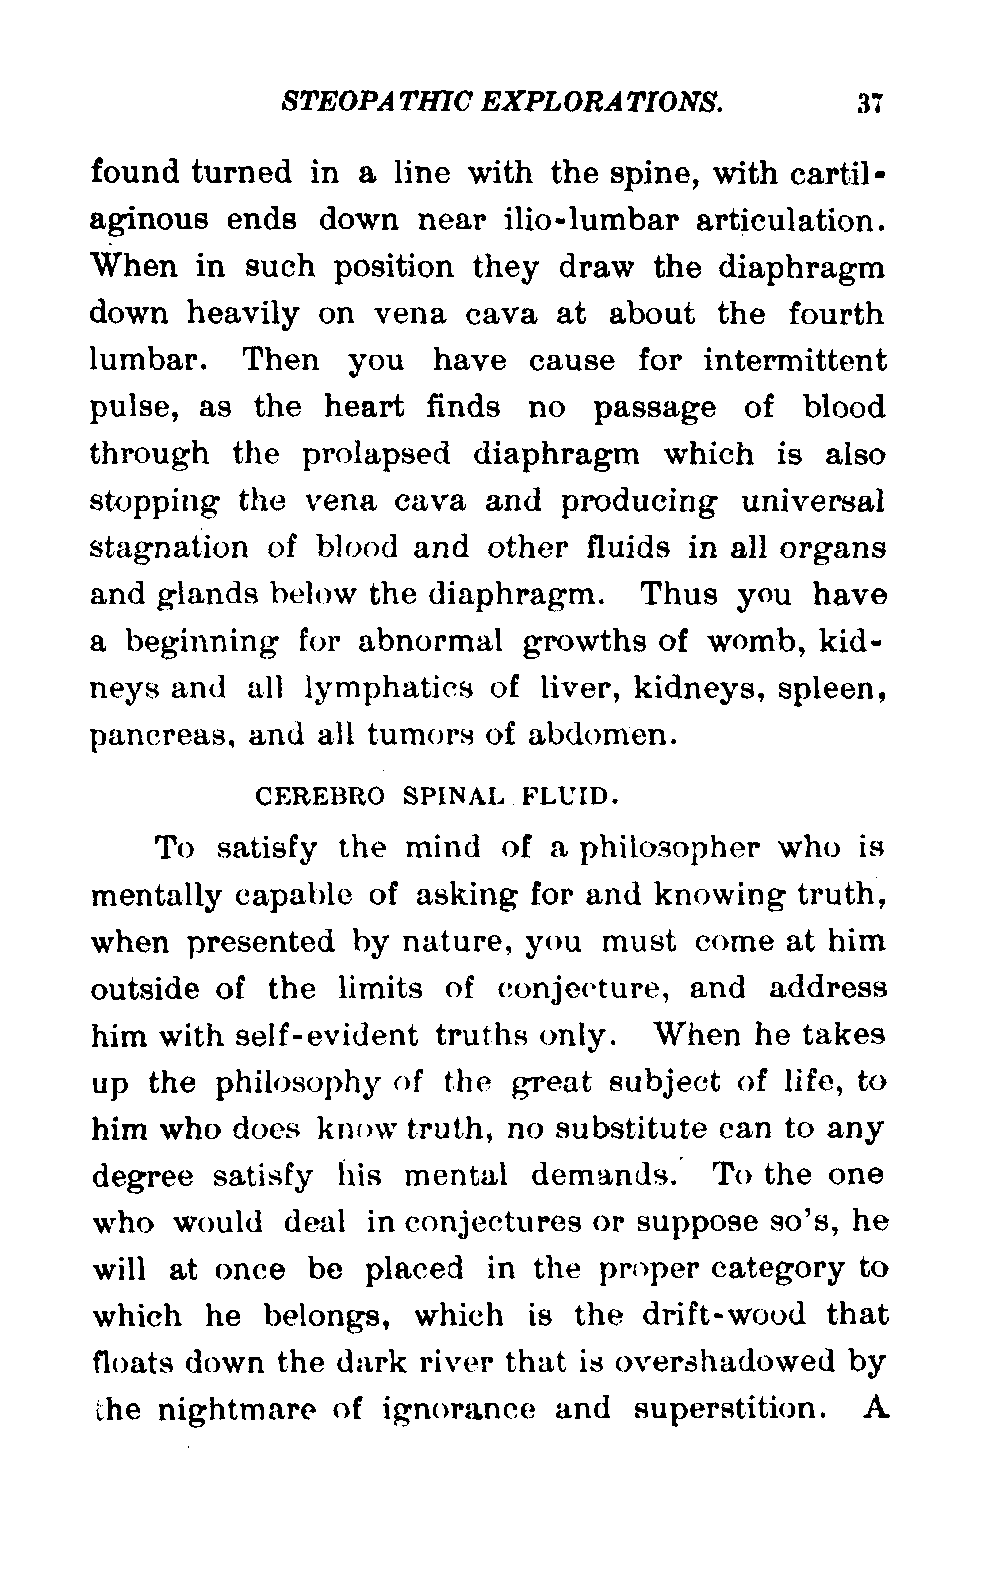 STEOPATHIC EXPLORATIONS. 37
found turned in a line with the spine, with cartil-
aginous ends down near ilio-lumbar articulation.
When in such position they draw the diaphragm
down heavily on vena cava at about the fourth
lumbar. Then you have cause for intermittent
pulse, as the heart finds no passage of blood
through the prolapsed diaphragm which is also
stopping the vena cava and producing universal
stagnation of blood and other fluids in all organs
and glands below the diaphragm. Thus you have
a beginning for abnormal growths of womb, kid-
neys and all lymphatics of liver, kidneys, spleen,
pancreas, and all tumors of abdomen.
CEREBRO SPINAL FLUID.
To satisfy the mind of a philosopher who is
mentally capable of asking for and knowing truth,
when presented by nature, you must come at him
outside of the limits of conjecture, and address
him with self-evident truths only. When he takes
up the philosophy of the great subject of life, to
him who does know truth, no substitute can to any
degree satisfy his mental demands. To the one
who would deal in conjectures or suppose so's, he
will at once be placed in the proper category to
which he belongs, which is the drift-wood that
floats down the dark river that is overshadowed by
the nightmare of ignorance and superstition. A